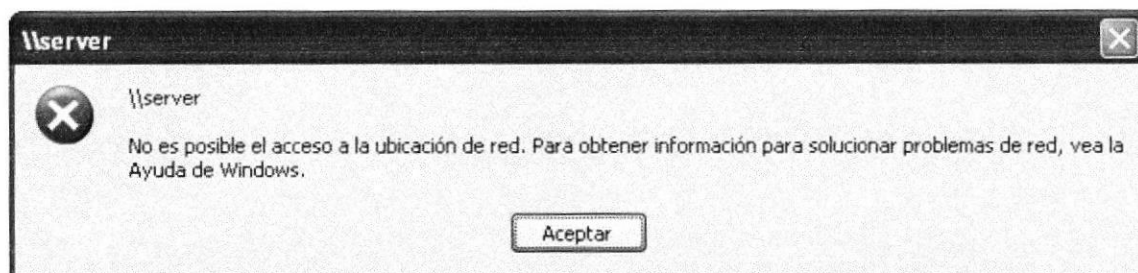 \\server
\\server
No es posible el acceso a la ubicación de red. Para obtener información para solucionar problemas de red, vea la
Ayuda de Windows.
Aceptar